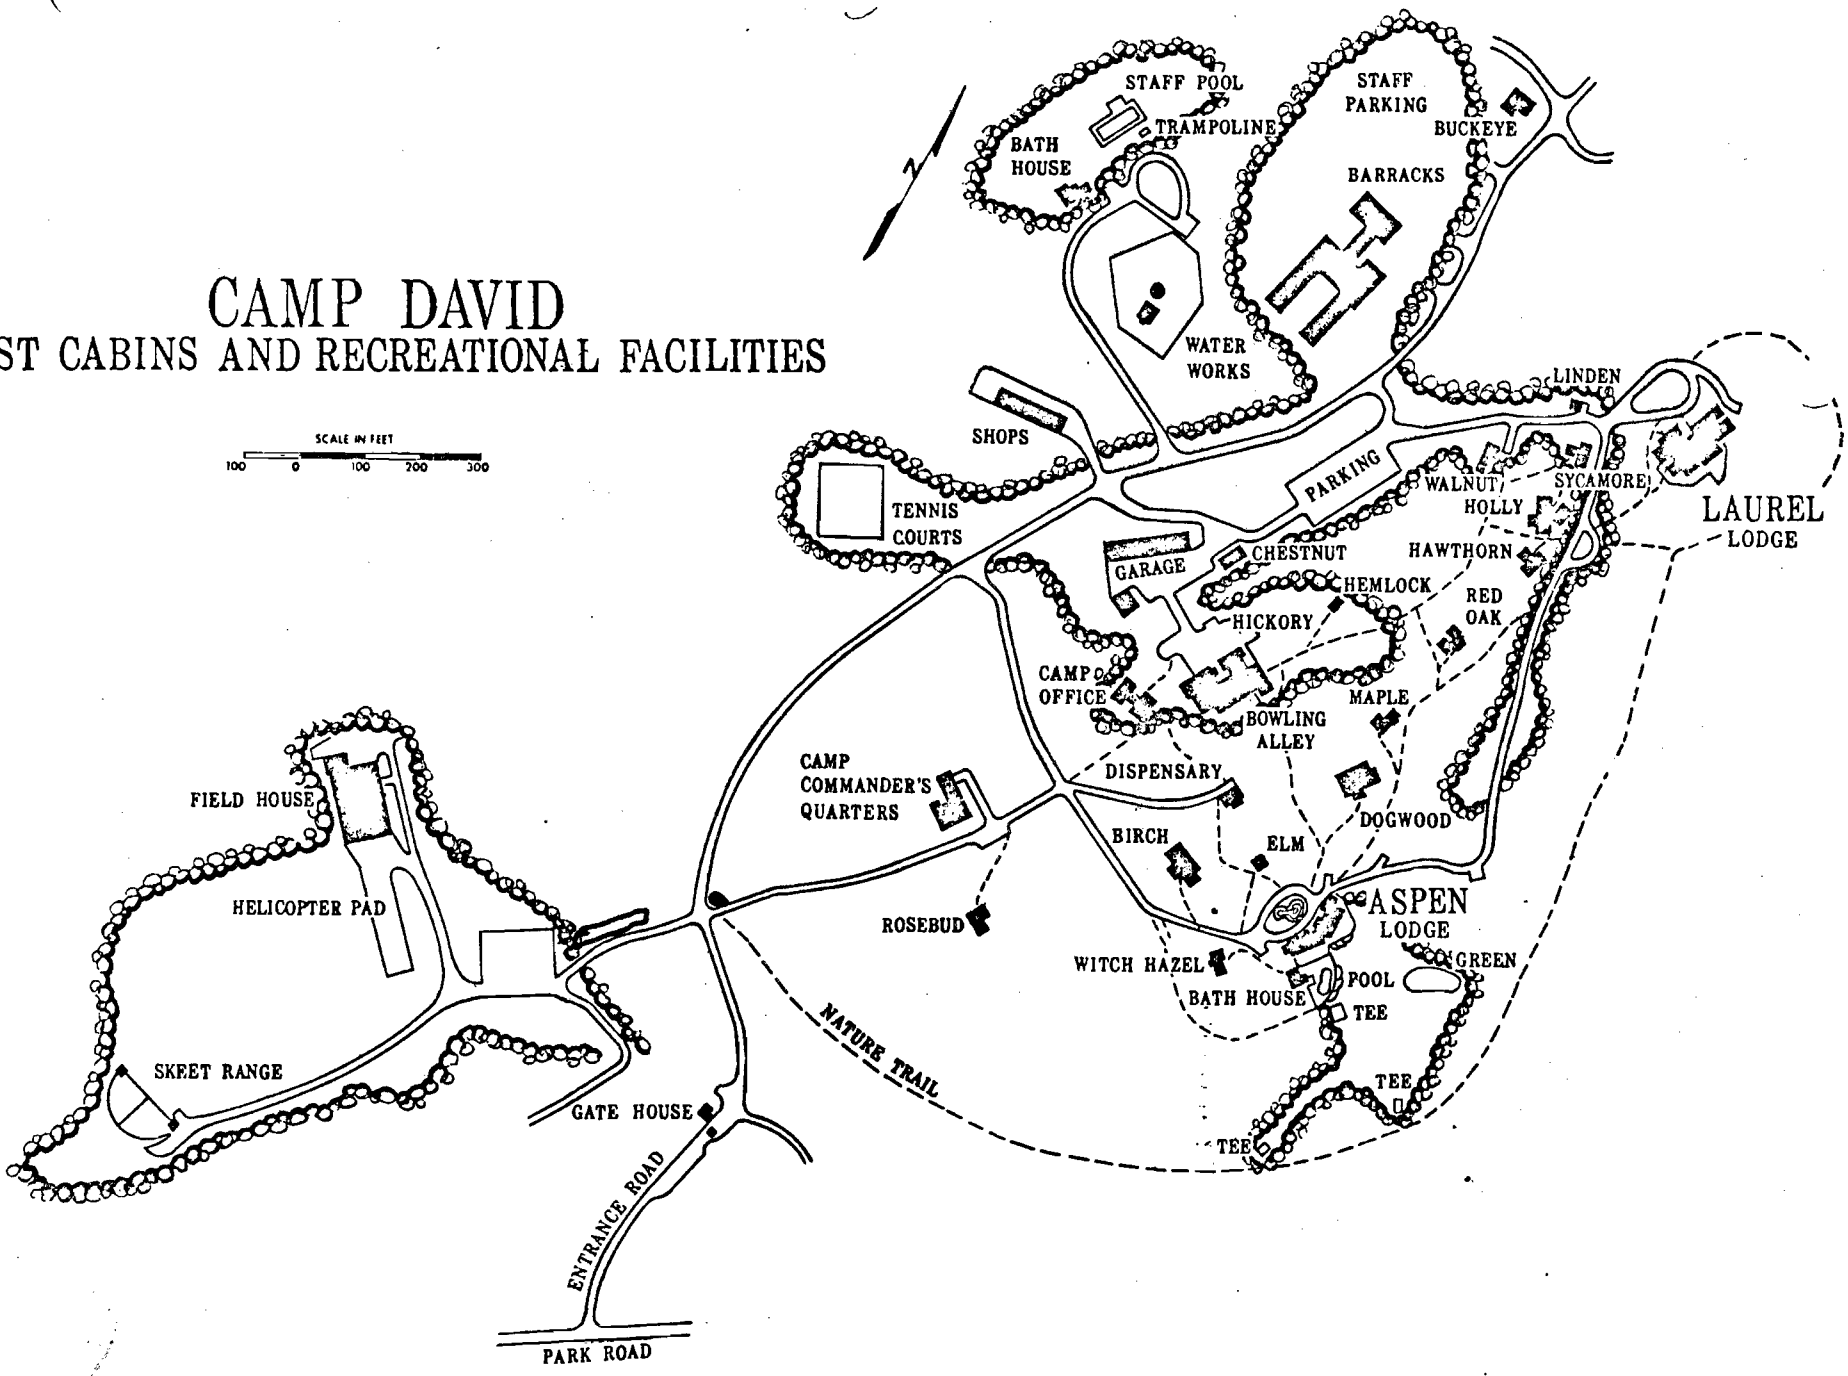 CAMP DAVID
ST CABINS AND RECREATIONAL FACILITIES
SCALE IN FEET
100 0 100 200 300
STAFF POOL
TRAMPOLINE
BATH
HOUSE
STAFF
PARKING
BUCKEYE
BARRACKS
N
WATER
WORKS
SHOPS
LINDEN
TENNIS
COURTS
PARKING
WALNUT
SYCAMORE
HOLLY
LAUREL
LODGE
HAWTHORN
GARAGE
CHESTNUT
HEMLOCK
RED
OAK
HICKORY
CAMP
OFFICE
MAPLE
BOWLING
ALLEY
CAMP
COMMANDER'S
QUARTERS
DISPENSARY
DOGWOOD
BIRCH
ELM
FIELD HOUSE
HELICOPTER PAD
ROSEBUD
ASPEN
LODGE
WITCH HAZEL
BATH HOUSE
POOL
GREEN
TEE
NATURE TRAIL
SKEET RANGE
TEE
GATE HOUSE
TEE
ENTRANCE ROAD
PARK ROAD